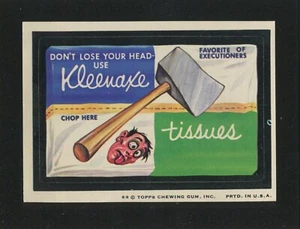 DON'T LOSE YOUR HEAD-
USE
Kleenaxe
FAVORITE OF
EXECUTIONERS
CHOP HERE
tissues
© TOPPS CHEWING GUM, INC. PRTD. IN U.S.A.